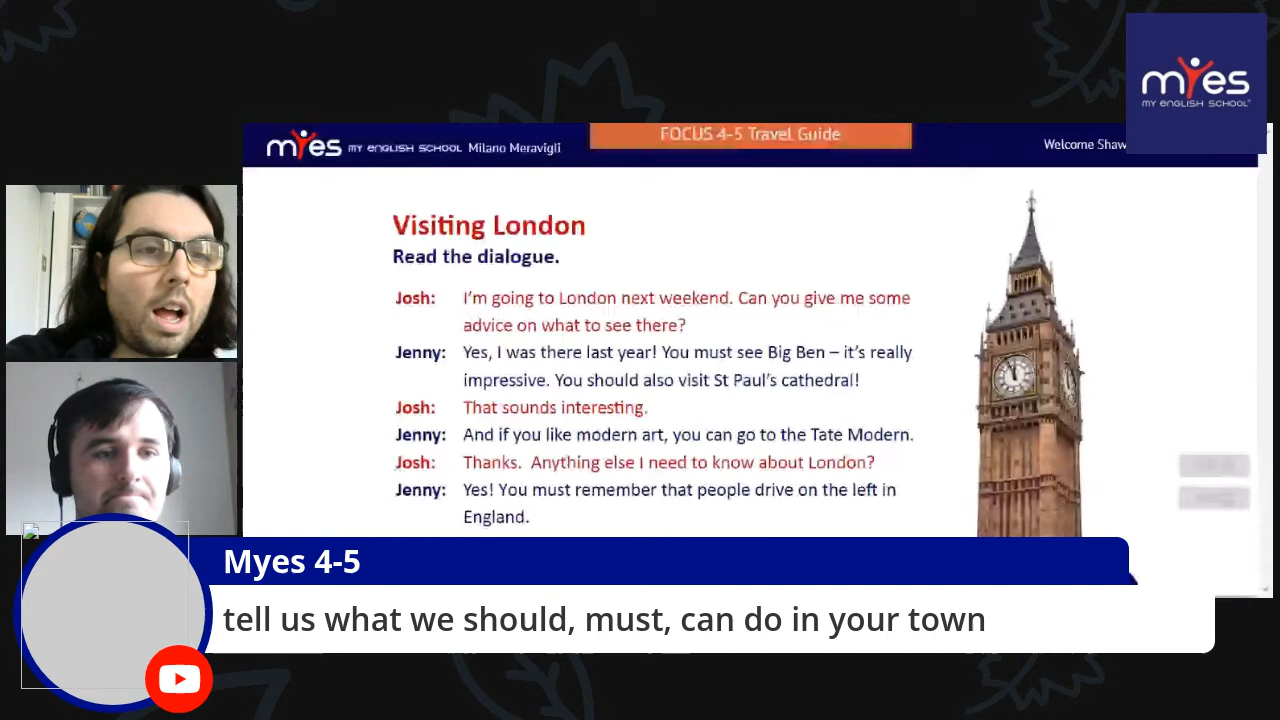 myes
MY ENGLISH SCHOOL
myes MY ENGLISH SCHOOL Milano Meravigli
FOCUS 4-5 Travel Guide
Welcome Shaw
Visiting London
Read the dialogue.
Josh: I'm going to London next weekend. Can you give me some
advice on what to see there?
Jenny: Yes, I was there last year! You must see Big Ben – it's really
impressive. You should also visit St Paul's cathedral!
Josh: That sounds interesting.
Jenny: And if you like modern art, you can go to the Tate Modern.
Josh: Thanks. Anything else I need to know about London?
Jenny: Yes! You must remember that people drive on the left in
England.
Myes 4-5
tell us what we should, must, can do in your town